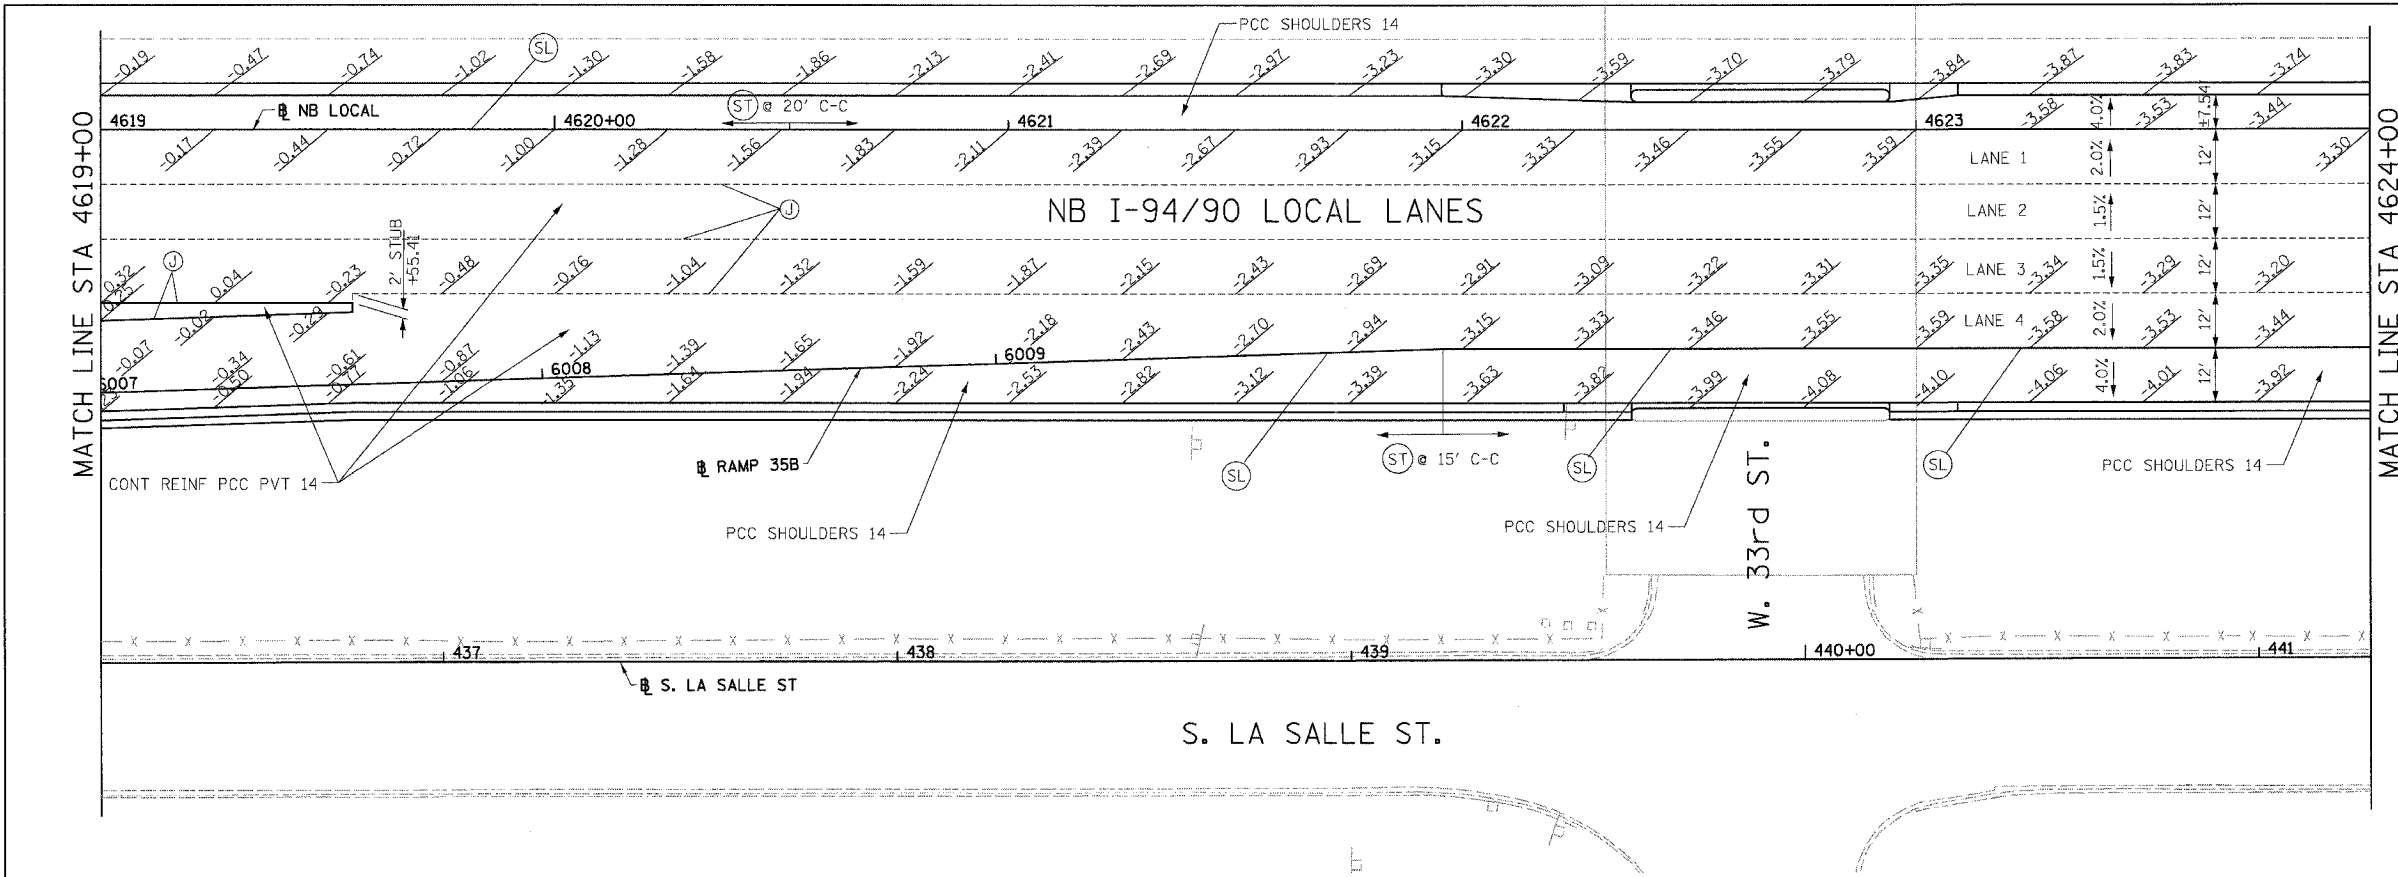 PCC SHOULDERS 14
-0.19 -0.47 -0.74 -1.02 -1.30 -1.58 -1.86 -2.13 -2.41 -2.69 -2.97 -3.23 -3.30 -3.59 -3.70 -3.79 -3.84 -3.87 -3.83 -3.74
SL
ST @ 20' C-C
℄ NB LOCAL
4619 4620+00 4621 4622 4623
-3.58 -3.53 -3.44
4.0% ±7.54'
-0.17 -0.44 -0.72 -1.00 -1.28 -1.56 -1.83 -2.11 -2.39 -2.67 -2.93 -3.15 -3.33 -3.46 -3.55 -3.59 -3.30
LANE 1 2.0% 12'
MATCH LINE STA 4619+00
MATCH LINE STA 4624+00
J
NB I-94/90 LOCAL LANES
LANE 2 1.5% 12'
2' STUB
+55.41
J
0.32 0.04 -0.23 -0.48 -0.76 -1.04 -1.32 -1.59 -1.87 -2.15 -2.43 -2.69 -2.91 -3.09 -3.22 -3.31 -3.35 -3.34 -3.29 -3.20
LANE 3 1.5% 12'
0.25 -0.02 -0.29
LANE 4 2.0% 12'
-0.07 -0.34 -0.61 -0.87 -1.13 -1.39 -1.65 -1.92 -2.18 -2.43 -2.70 -2.94 -3.15 -3.33 -3.46 -3.55 -3.59 -3.58 -3.53 -3.44
6007 6008 6009
-0.50 -0.77 -1.06 -1.35 -1.64 -1.94 -2.24 -2.53 -2.82 -3.12 -3.39 -3.63 -3.82 -3.99 -4.08 -4.10 -4.06 -4.01 -3.92
4.0% 12'
℄ RAMP 35B
ST @ 15' C-C
SL
SL
SL
CONT REINF PCC PVT 14
PCC SHOULDERS 14
PCC SHOULDERS 14
PCC SHOULDERS 14
W. 33rd ST.
437 438 439 440+00 441
℄ S. LA SALLE ST
S. LA SALLE ST.